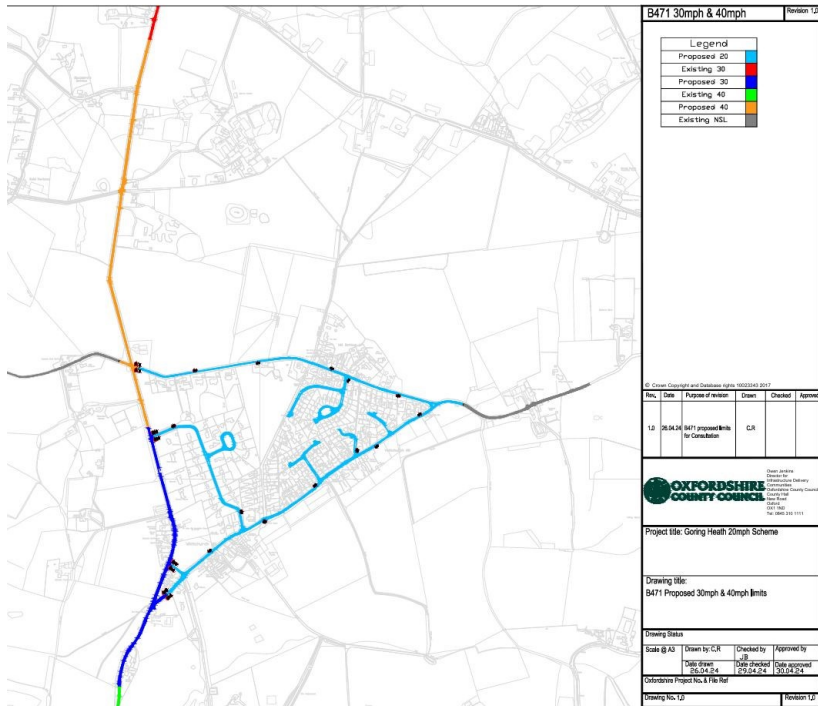 B471 30mph & 40mph
Revision 1,0
Legend
Proposed 20
Existing 30
Proposed 30
Existing 40
Proposed 40
Existing NSL
© Crown Copyright and Database rights 10023343 2017
Rev. Date Purpose of revision Drawn Checked Approved
1.0 26.04.24 B471 proposed limits
for Consultation C.R
OXFORDSHIRE
COUNTY COUNCIL
Owen Jenkins
Director for
Infrastructure Delivery
Communities
Oxfordshire County Council
County Hall
New Road
Oxford
OX1 1ND
Project title: Goring Heath 20mph Scheme
Drawing title:
B471 Proposed 30mph & 40mph limits
Drawing Status
Scale @ A3 Drawn by: C.R Checked by
J.B Approved by
Date drawn
26.04.24 Date checked
29.04.24 Date approved
30.04.24
Oxfordshire Project No. & File Ref
Drawing No. 1,0 Revision 1,0